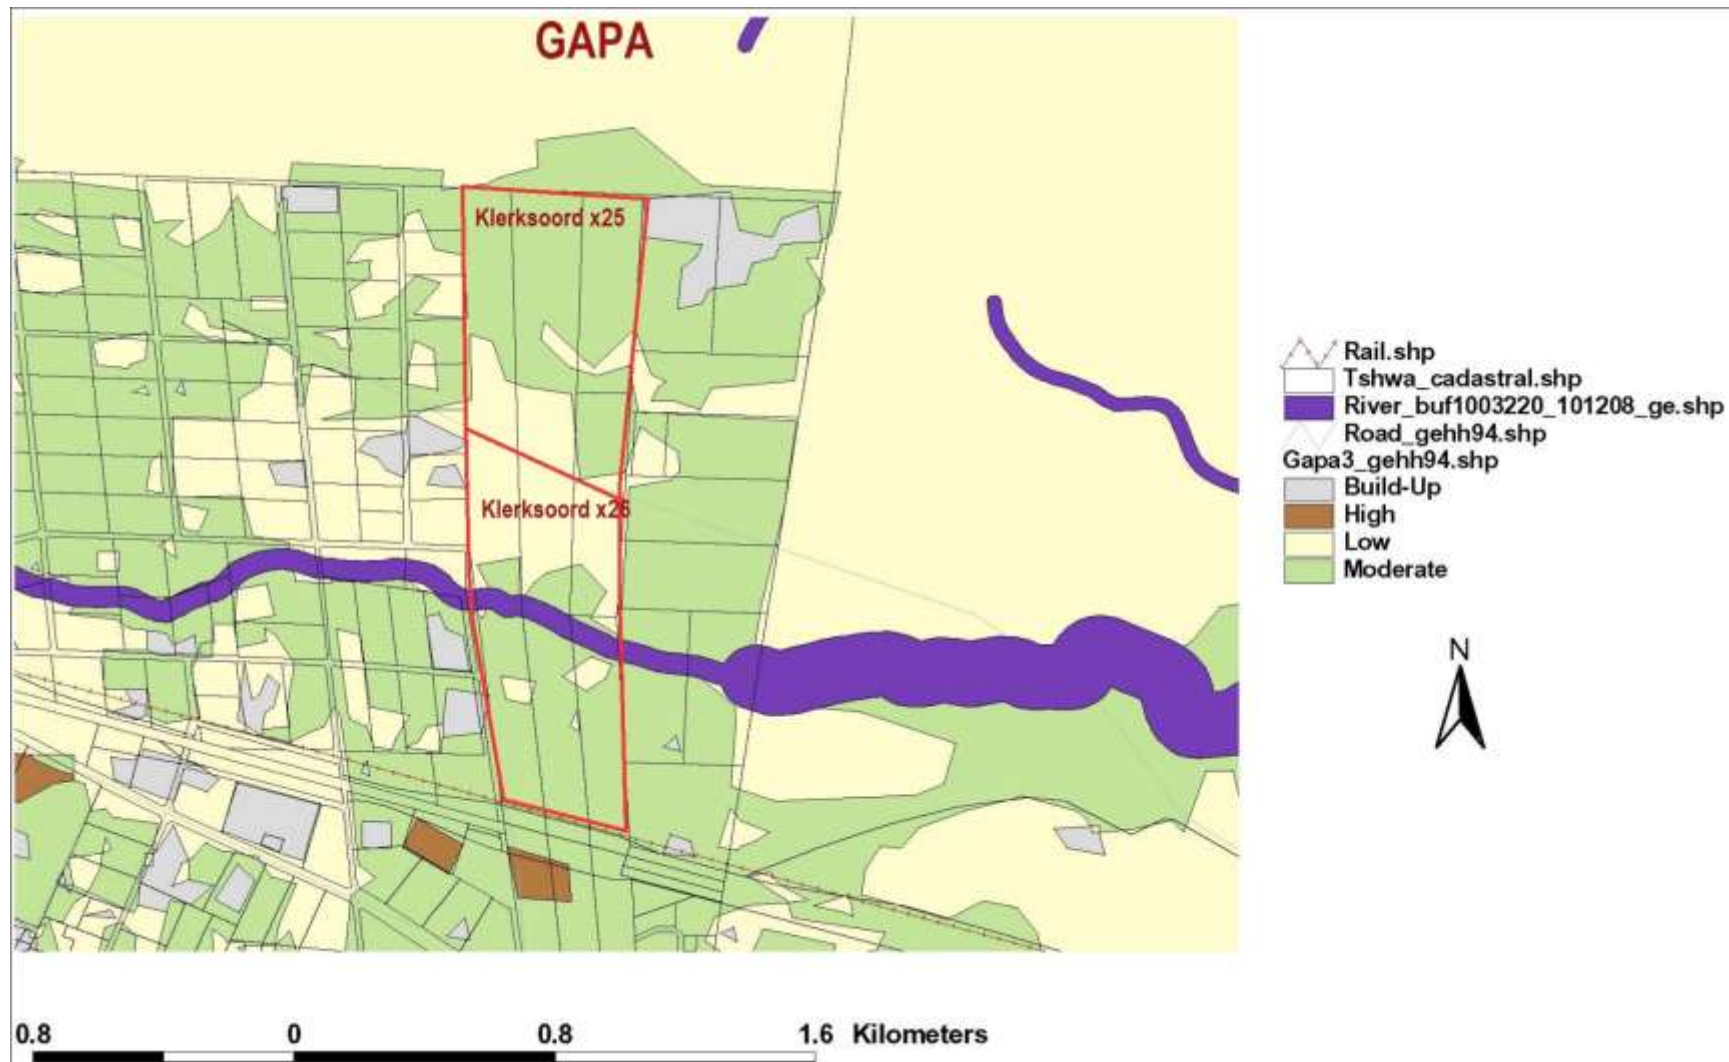 GAPA
Klerksoord x25
Klerksoord x26
Rail.shp
Tshwa_cadastral.shp
River_buf1003220_101208_ge.shp
Road_gehh94.shp
Gapa3_gehh94.shp
Build-Up
High
Low
Moderate
N
0.8 0 0.8 1.6 Kilometers